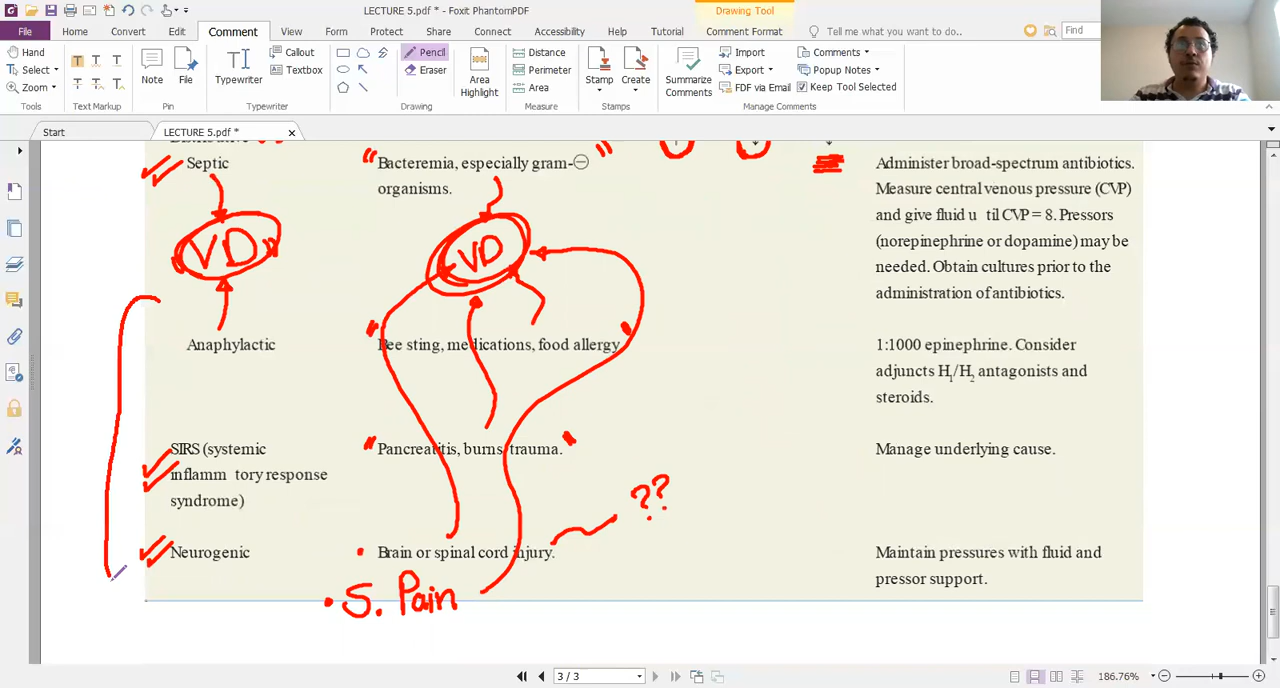 LECTURE 5.pdf * - Foxit PhantomPDF
Drawing Tool
File Home Convert Edit Comment View Form Protect Share Connect Accessibility Help Tutorial Comment Format Tell me what you want to do.. Find
Hand
Select
Zoom
Tools
T T T
T T T
Text Markup
Note
File
Pin
Typewriter
Callout
Textbox
Typewriter
Pencil
Eraser
Drawing
Area
Highlight
Distance
Perimeter
Area
Measure
Stamp
Create
Stamps
Summarize
Comments
Import
Export
FDF via Email
Comments
Popup Notes
Keep Tool Selected
Manage Comments
Start
LECTURE 5.pdf *
Septic
Bacteremia, especially gram-
organisms.
Administer broad-spectrum antibiotics.
Measure central venous pressure (CVP)
and give fluid u til CVP = 8. Pressors
(norepinephrine or dopamine) may be
needed. Obtain cultures prior to the
administration of antibiotics.
VD
VD
Anaphylactic
Bee sting, medications, food allergy.
1:1000 epinephrine. Consider
adjuncts H1/H2 antagonists and
steroids.
SIRS (systemic
inflamm tory response
syndrome)
Pancreatitis, burns, trauma.
Manage underlying cause.
??
Neurogenic
Brain or spinal cord injury.
Maintain pressures with fluid and
pressor support.
S. Pain
3 / 3
186.76%